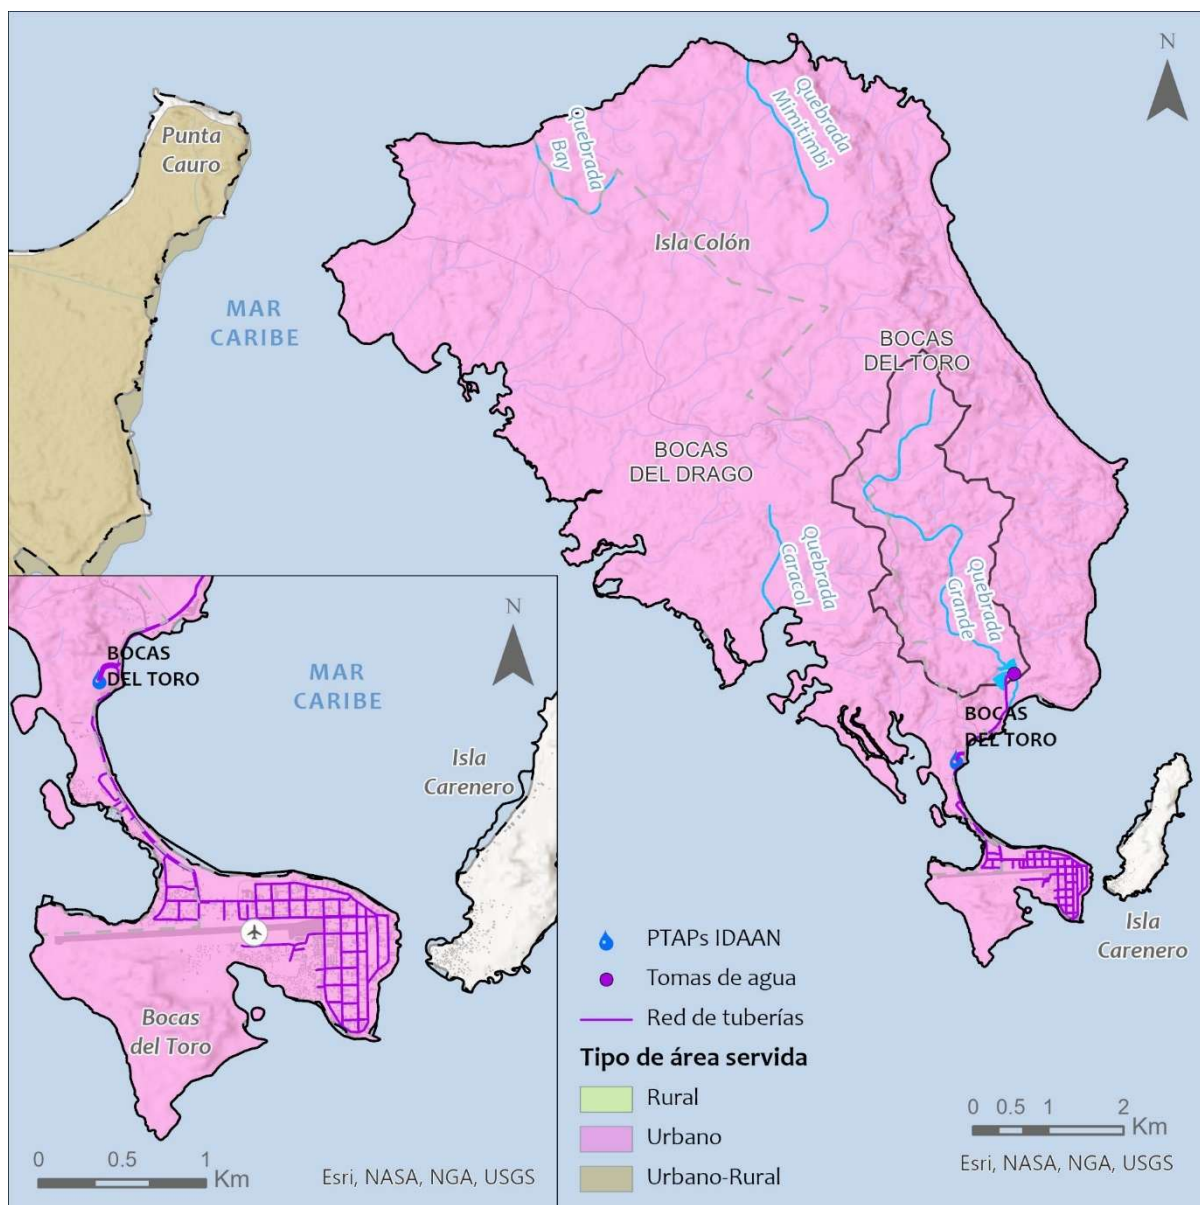 N
Punta
Cauro
Quebrada
Bay
Quebrada
Mimitimbi
Isla Colón
MAR
CARIBE
BOCAS
DEL TORO
BOCAS
DEL DRAGO
Quebrada
Caracol
Quebrada
Grande
BOCAS
DEL TORO
Isla
Carenero
N
BOCAS
DEL TORO
MAR
CARIBE
Isla
Carenero
Bocas
del Toro
0 0.5 1
Km
Esri, NASA, NGA, USGS
PTAPs IDAAN
Tomas de agua
Red de tuberías
Tipo de área servida
Rural
Urbano
Urbano-Rural
0 0.5 1 2
Km
Esri, NASA, NGA, USGS